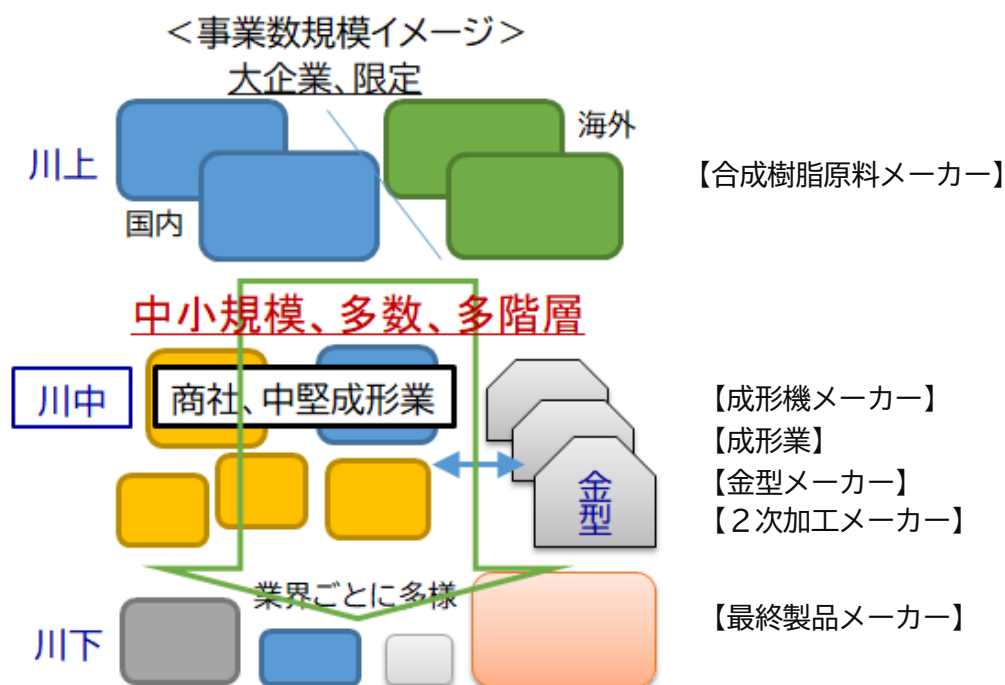 ＜事業数規模イメージ＞
大企業、限定
海外
川上
【合成樹脂原料メーカー】
国内
中小規模、多数、多階層
川中
商社、中堅成形業
【成形機メーカー】
【成形業】
【金型メーカー】
【２次加工メーカー】
金型
業界ごとに多様
川下
【最終製品メーカー】